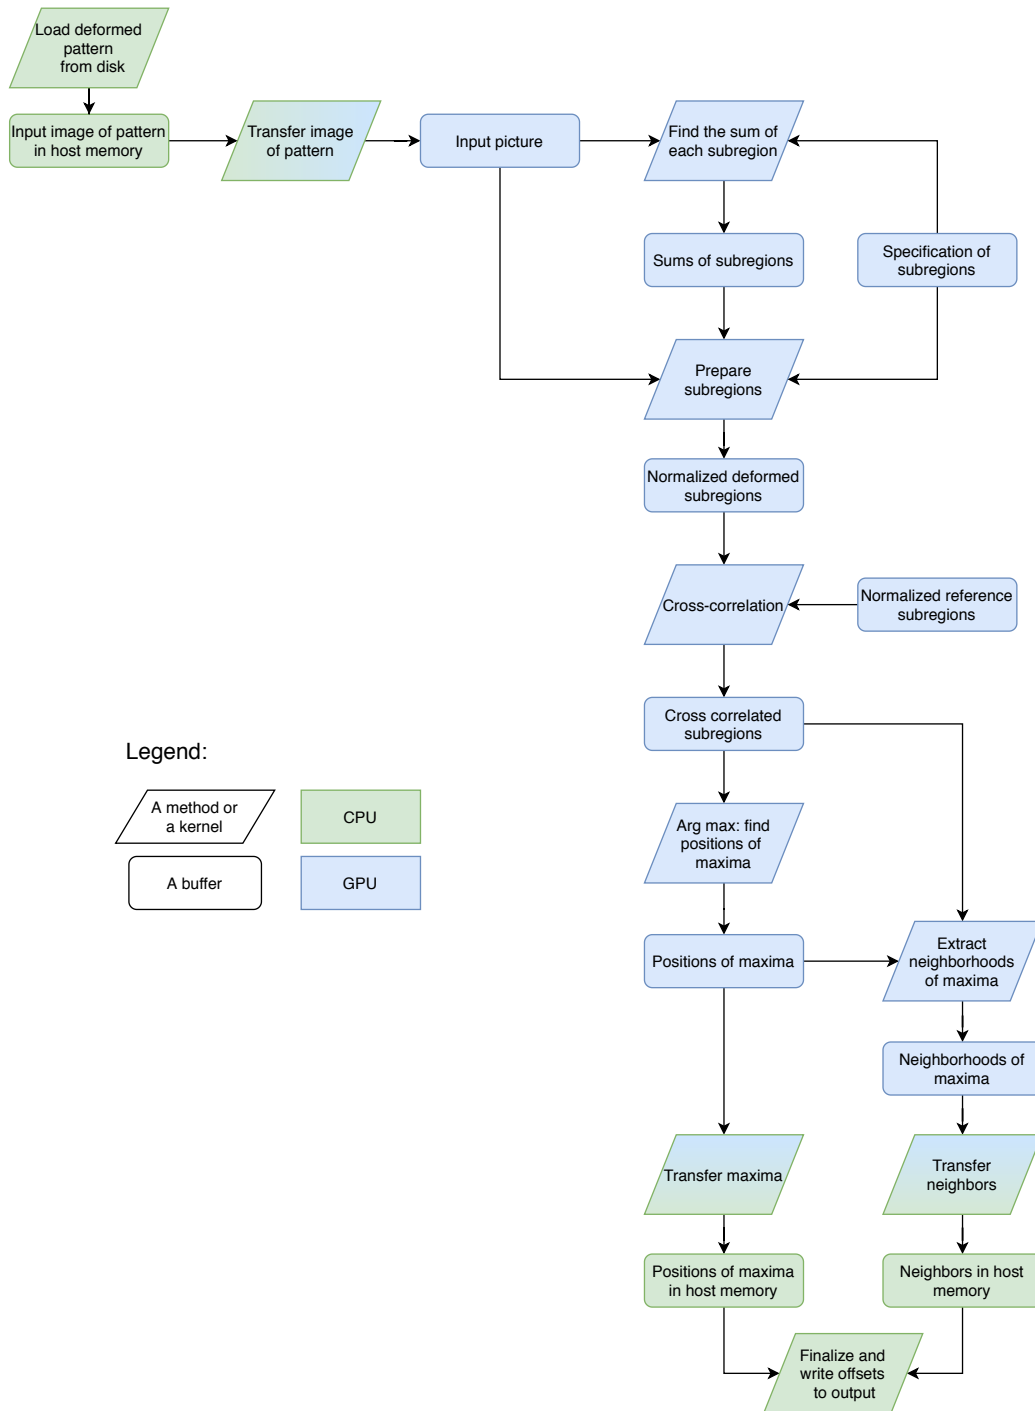 Load deformed
pattern
from disk
Input image of pattern
in host memory
Transfer image
of pattern
Input picture
Find the sum of
each subregion
Sums of subregions
Specification of
subregions
Prepare
subregions
Normalized deformed
subregions
Cross-correlation
Normalized reference
subregions
Cross correlated
subregions
Legend:
A method or
a kernel
CPU
A buffer
GPU
Arg max: find
positions of
maxima
Positions of maxima
Extract
neighborhoods
of maxima
Neighborhoods of
maxima
Transfer maxima
Transfer
neighbors
Positions of maxima
in host memory
Neighbors in host
memory
Finalize and
write offsets
to output